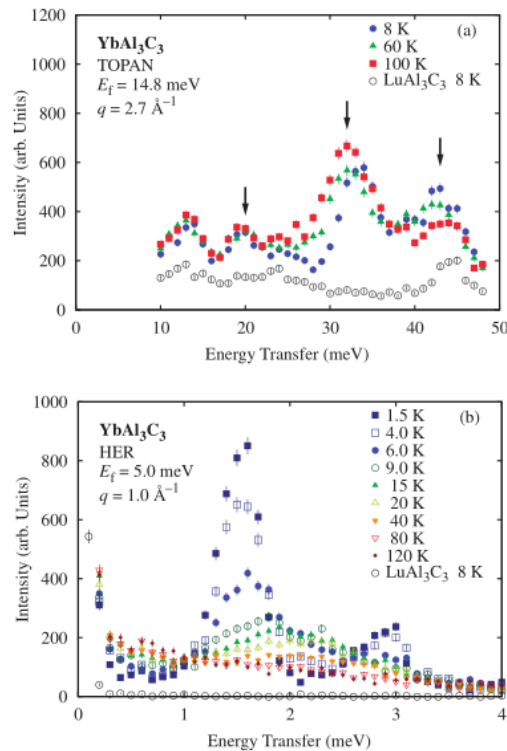 1200
1000
800
600
400
200
0
Intensity (arb. Units)
YbAl3C3
TOPAN
Ef = 14.8 meV
q = 2.7 Å–1
8 K
60 K
100 K
LuAl3C3 8 K
(a)
0 10 20 30 40 50
Energy Transfer (meV)
1000
800
600
400
200
0
Intensity (arb. Units)
YbAl3C3
HER
Ef = 5.0 meV
q = 1.0 Å–1
1.5 K
4.0 K
6.0 K
9.0 K
15 K
20 K
40 K
80 K
120 K
LuAl3C3 8 K
(b)
0 1 2 3 4
Energy Transfer (meV)